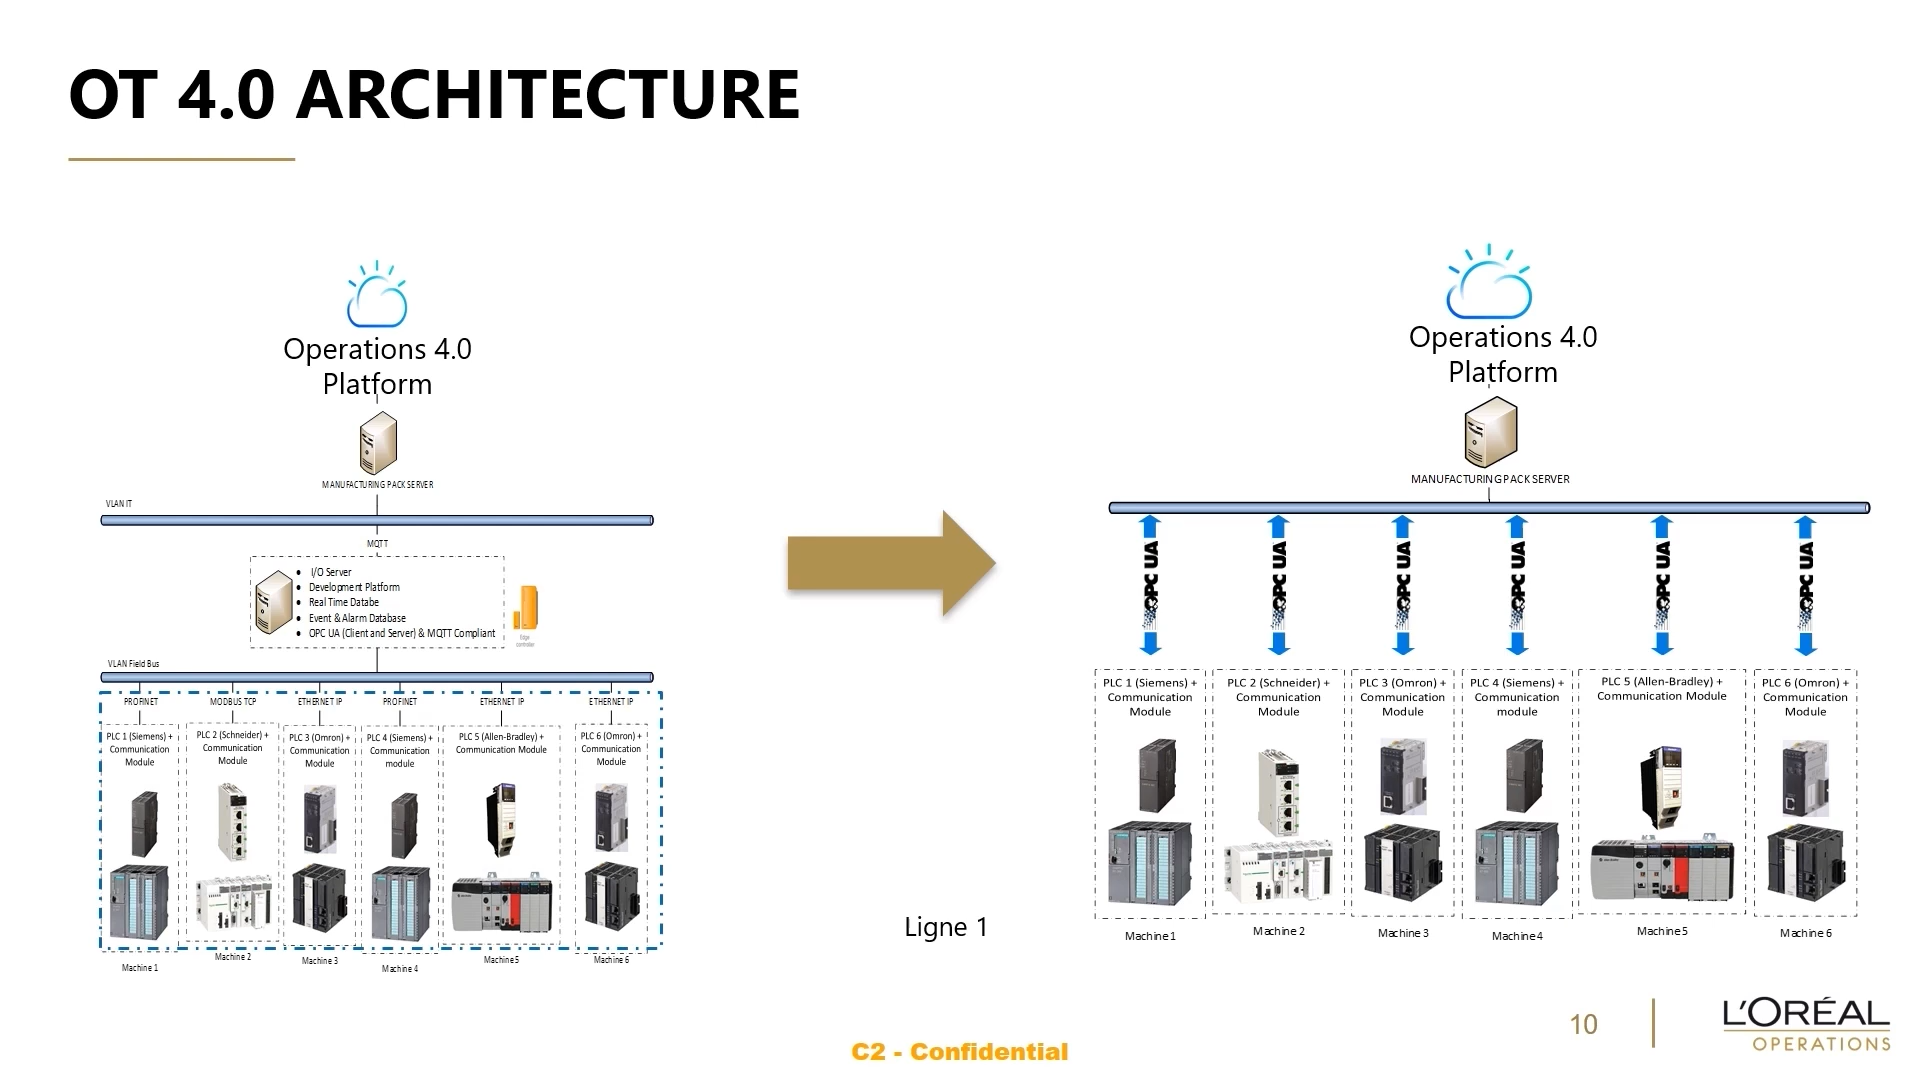 OT 4.0 ARCHITECTURE
Operations 4.0
Platform
MANUFACTURING PACK SERVER
VLAN IT
MQTT
• I/O Server
• Development Platform
• Real Time Databe
• Event & Alarm Database
• OPC UA (Client and Server) & MQTT Compliant
Edge
controller
VLAN Field Bus
PROFINET
MODBUS TCP
ETHERNET IP
PROFINET
ETHERNET IP
ETHERNET IP
PLC 1 (Siemens) +
Communication
Module
PLC 2 (Schneider) +
Communication
Module
PLC 3 (Omron) +
Communication
Module
PLC 4 (Siemens) +
Communication
module
PLC 5 (Allen-Bradley) +
Communication Module
PLC 6 (Omron) +
Communication
Module
Machine 1
Machine 2
Machine 3
Machine 4
Machine 5
Machine 6
Operations 4.0
Platform
MANUFACTURING PACK SERVER
OPC UA
OPC UA
OPC UA
OPC UA
OPC UA
OPC UA
PLC 1 (Siemens) +
Communication
Module
PLC 2 (Schneider) +
Communication
Module
PLC 3 (Omron) +
Communication
Module
PLC 4 (Siemens) +
Communication
module
PLC 5 (Allen-Bradley) +
Communication Module
PLC 6 (Omron) +
Communication
Module
Ligne 1
Machine 1
Machine 2
Machine 3
Machine 4
Machine 5
Machine 6
10
L'ORÉAL
OPERATIONS
C2 - Confidential